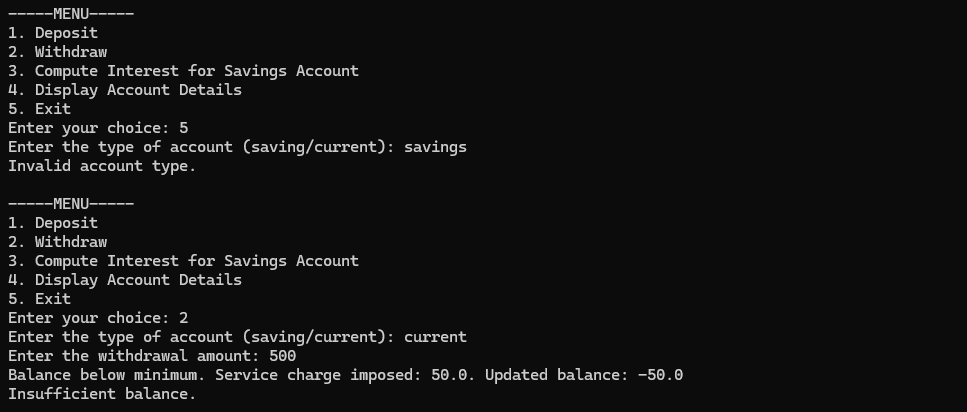 -----MENU-----
1. Deposit
2. Withdraw
3. Compute Interest for Savings Account
4. Display Account Details
5. Exit
Enter your choice: 5
Enter the type of account (saving/current): savings
Invalid account type.

-----MENU-----
1. Deposit
2. Withdraw
3. Compute Interest for Savings Account
4. Display Account Details
5. Exit
Enter your choice: 2
Enter the type of account (saving/current): current
Enter the withdrawal amount: 500
Balance below minimum. Service charge imposed: 50.0. Updated balance: -50.0
Insufficient balance.